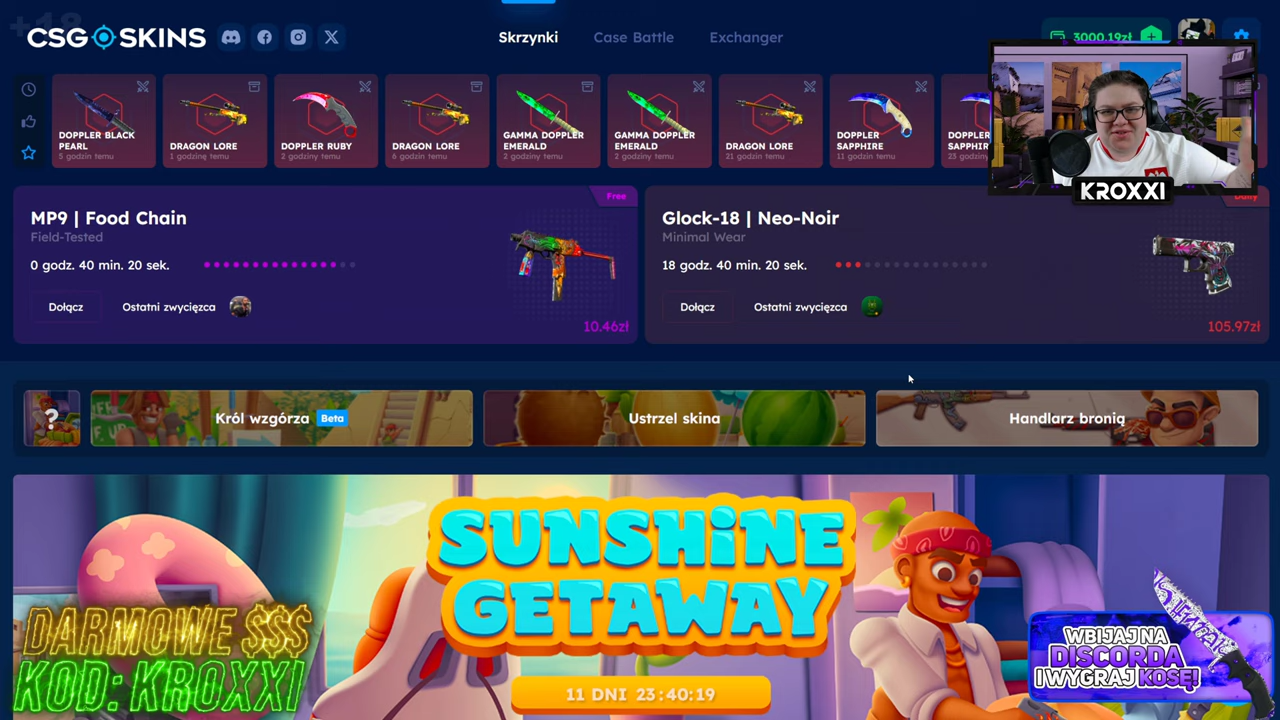 +18
CSG SKINS
Skrzynki
Case Battle
Exchanger
3000.19zł
DOPPLER BLACK
PEARL
5 godzin temu
DRAGON LORE
1 godzinę temu
DOPPLER RUBY
2 godziny temu
DRAGON LORE
6 godzin temu
GAMMA DOPPLER
EMERALD
2 godziny temu
GAMMA DOPPLER
EMERALD
2 godziny temu
DRAGON LORE
21 godzin temu
DOPPLER
SAPPHIRE
11 godzin temu
DOPPLER
KROXXI
MP9 | Food Chain
Free
Field-Tested
0 godz. 40 min. 20 sek.
Dołącz
Ostatni zwycięzca
10.46zł
Glock-18 | Neo-Noir
Daily
Minimal Wear
18 godz. 40 min. 20 sek.
Dołącz
Ostatni zwycięzca
105.97zł
?
Król wzgórza Beta
Ustrzel skina
Handlarz bronią
SUNSHINE
GETAWAY
11 DNI 23:40:19
DARMOWE $$$
KOD: KROXXI
WBIJAJ NA
DISCORDA
I WYGRAJ KOSĘ!